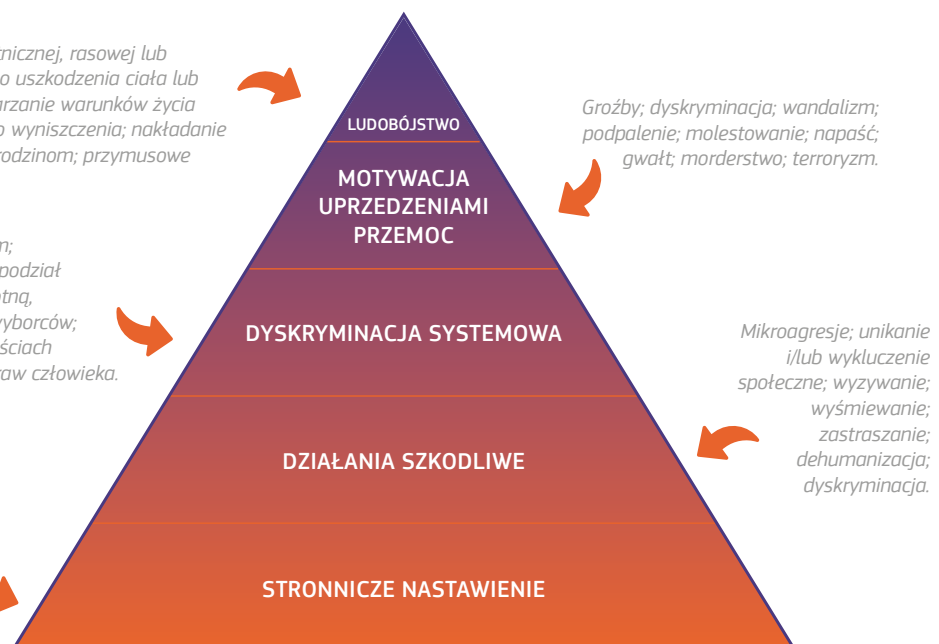 nicznej, rasowej lub
o uszkodzenia ciała lub
arzanie warunków życia
o wyniszczenia; nakładanie
rodzinom; przymusowe
LUDOBÓJSTWO
Groźby; dyskryminacja; wandalizm;
podpalenie; molestowanie; napaść;
gwałt; morderstwo; terroryzm.
MOTYWACJA
UPRZEDZENIAMI
PRZEMOC
podział
wyborców;
ściach
raw człowieka.
DYSKRYMINACJA SYSTEMOWA
Mikroagresje; unikanie
i/lub wykluczenie
społeczne; wyzywanie;
wyśmiewanie;
zastraszanie;
dehumanizacja;
dyskryminacja.
DZIAŁANIA SZKODLIWE
STRONNICZE NASTAWIENIE